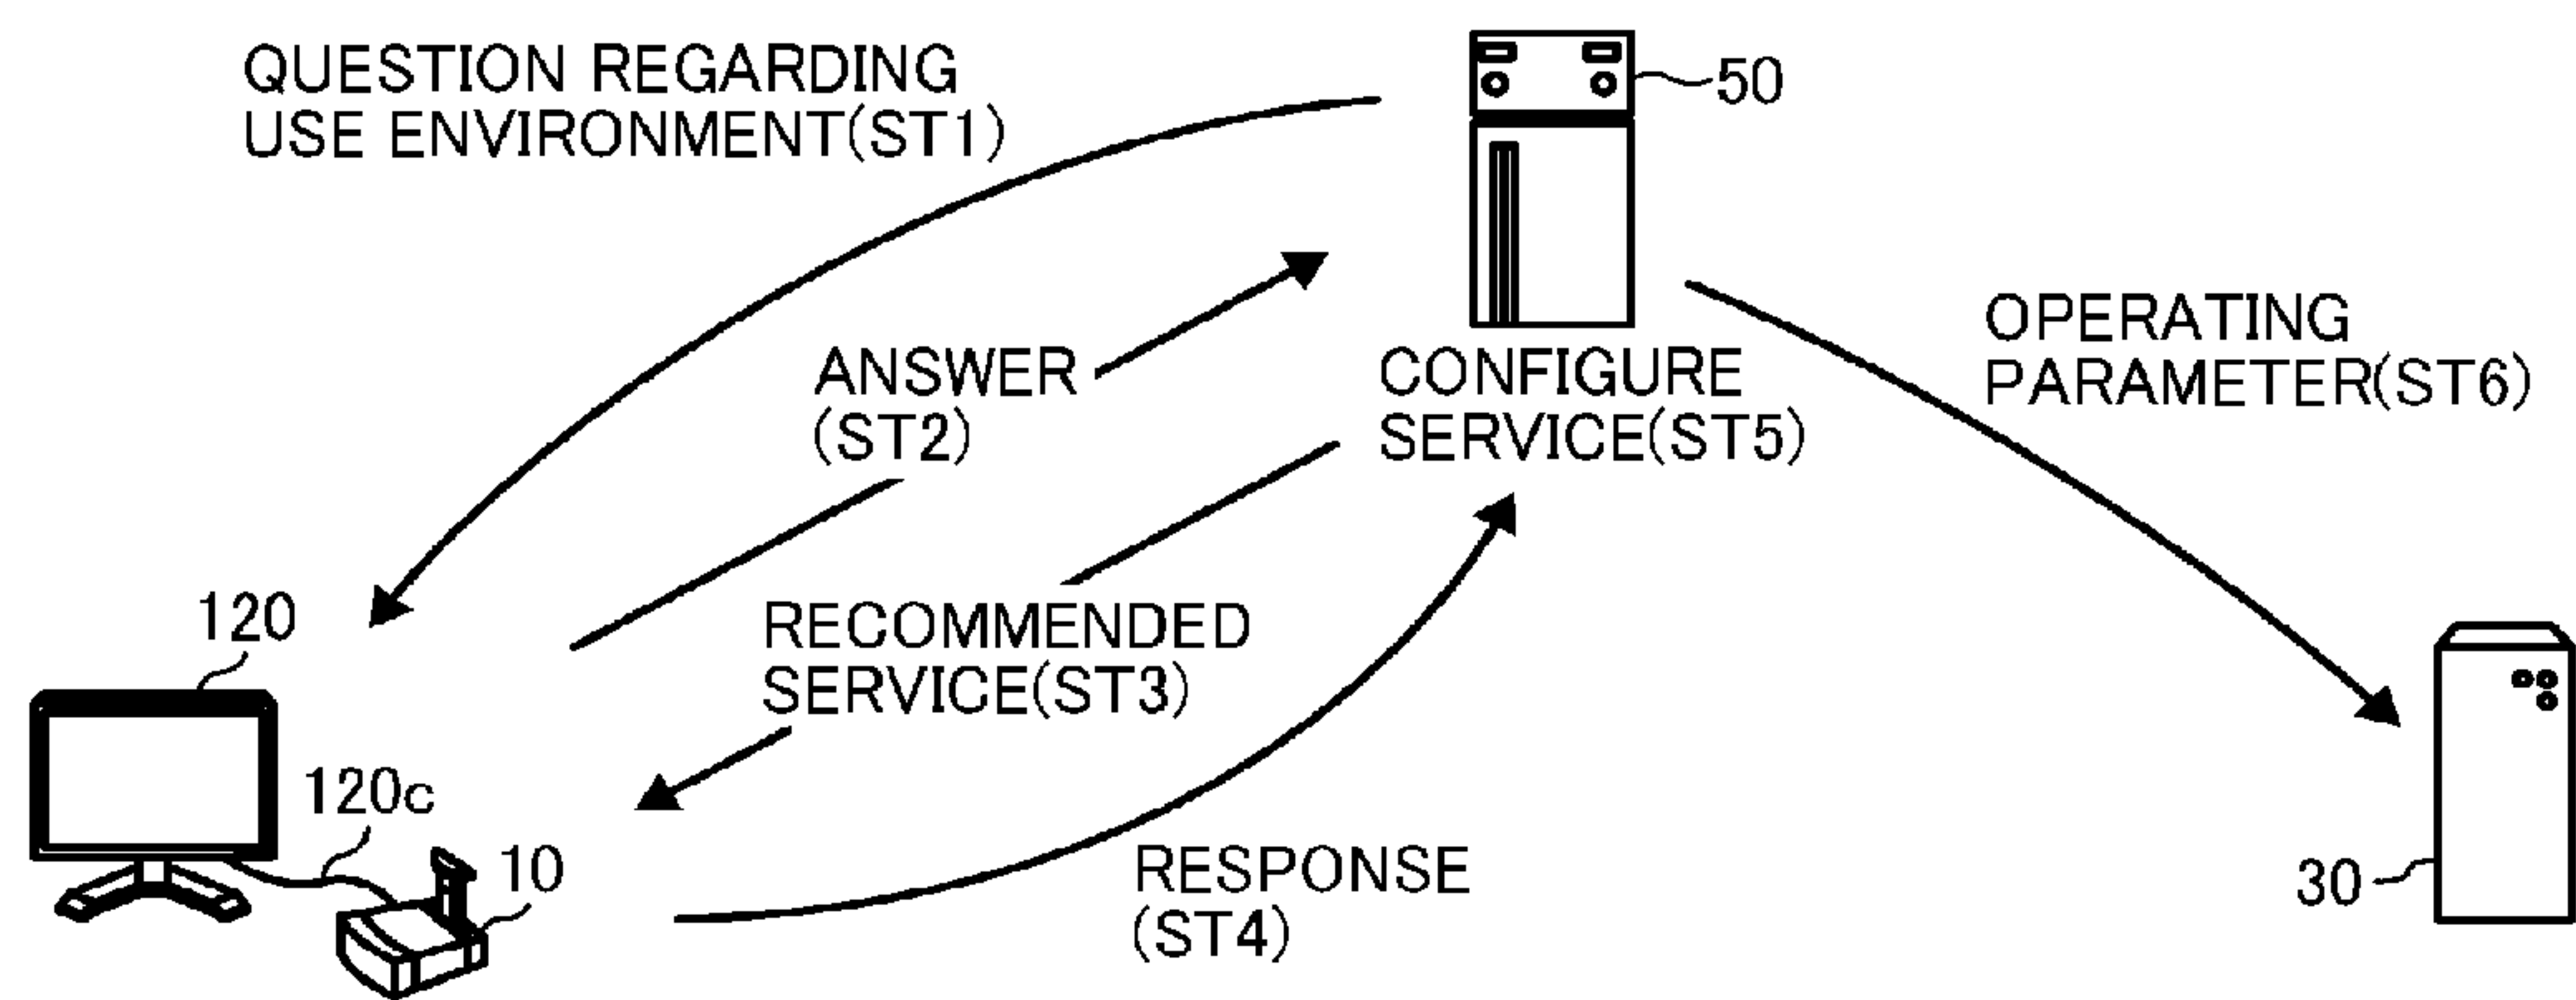 QUESTION REGARDING
USE ENVIRONMENT(ST1)
50
OPERATING
PARAMETER(ST6)
ANSWER
(ST2)
CONFIGURE
SERVICE(ST5)
120
RECOMMENDED
SERVICE(ST3)
120c
10
RESPONSE
(ST4)
30